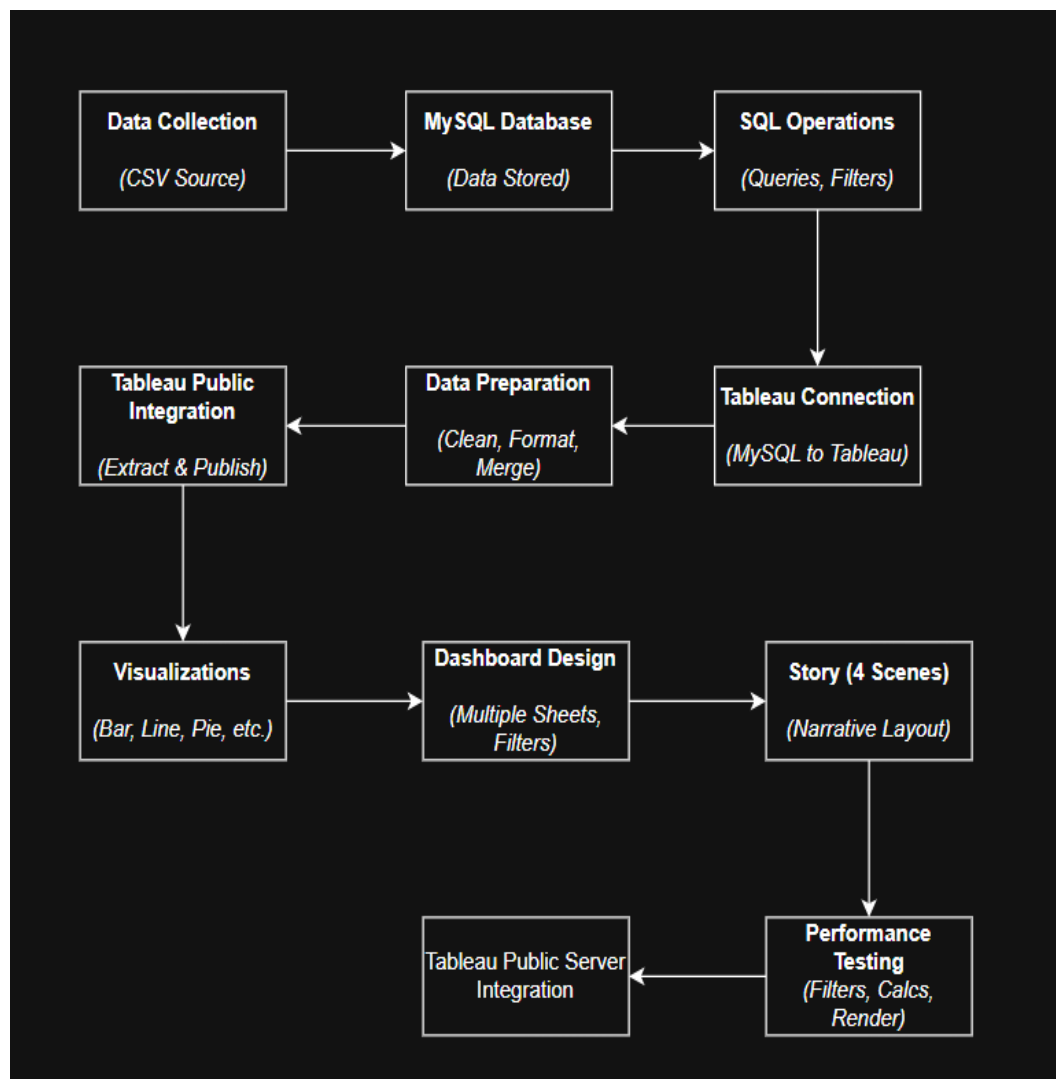 Data Collection
(CSV Source)
MySQL Database
(Data Stored)
SQL Operations
(Queries, Filters)
Tableau Connection
(MySQL to Tableau)
Data Preparation
(Clean, Format,
Merge)
Tableau Public
Integration
(Extract & Publish)
Visualizations
(Bar, Line, Pie, etc.)
Dashboard Design
(Multiple Sheets,
Filters)
Story (4 Scenes)
(Narrative Layout)
Performance
Testing
(Filters, Calcs,
Render)
Tableau Public Server
Integration